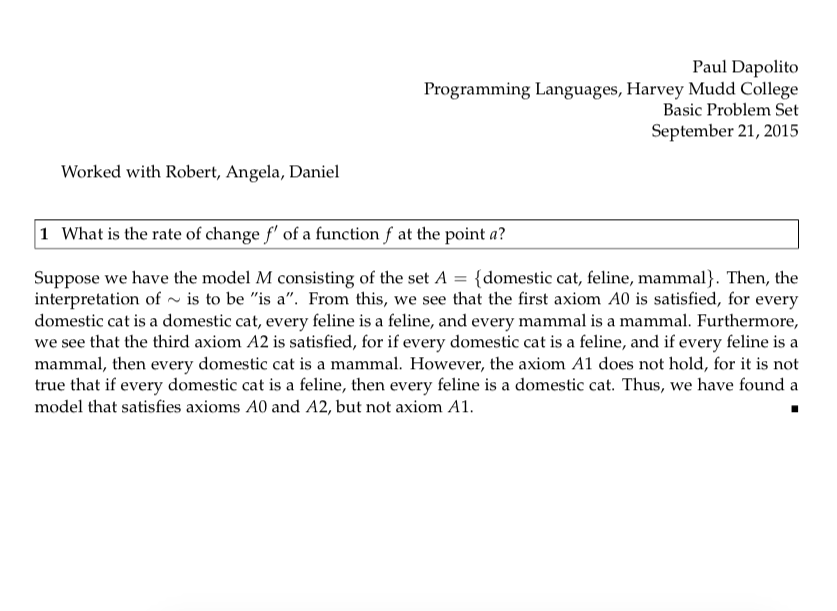 Paul Dapolito
Programming Languages, Harvey Mudd College
Basic Problem Set
September 21, 2015
Worked with Robert, Angela, Daniel
1 What is the rate of change f′ of a function f at the point a?
Suppose we have the model M consisting of the set A = {domestic cat, feline, mammal}. Then, the
interpretation of ∼ is to be ”is a”. From this, we see that the first axiom A0 is satisfied, for every
domestic cat is a domestic cat, every feline is a feline, and every mammal is a mammal. Furthermore,
we see that the third axiom A2 is satisfied, for if every domestic cat is a feline, and if every feline is a
mammal, then every domestic cat is a mammal. However, the axiom A1 does not hold, for it is not
true that if every domestic cat is a feline, then every feline is a domestic cat. Thus, we have found a
model that satisfies axioms A0 and A2, but not axiom A1. ■